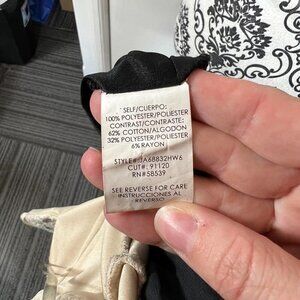 SELF/CUERPO:
100% POLYESTER/POLIESTER
CONTRAST/CONTRASTE:
62% COTTON/ALGODON
32% POLYESTER/POLIESTER
6% RAYON
STYLE#: JA68832HW6
CUT#: 91120
RN#58539
SEE REVERSE FOR CARE
INSTRUCTIONS/AL
REVERSO